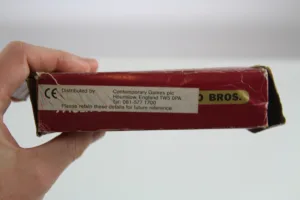 CE
Distributed by:
Contemporary Games plc
Hounslow, England TW5 0PA
Tel: 081-577 1700
Please retain these details for future reference
O BROS.